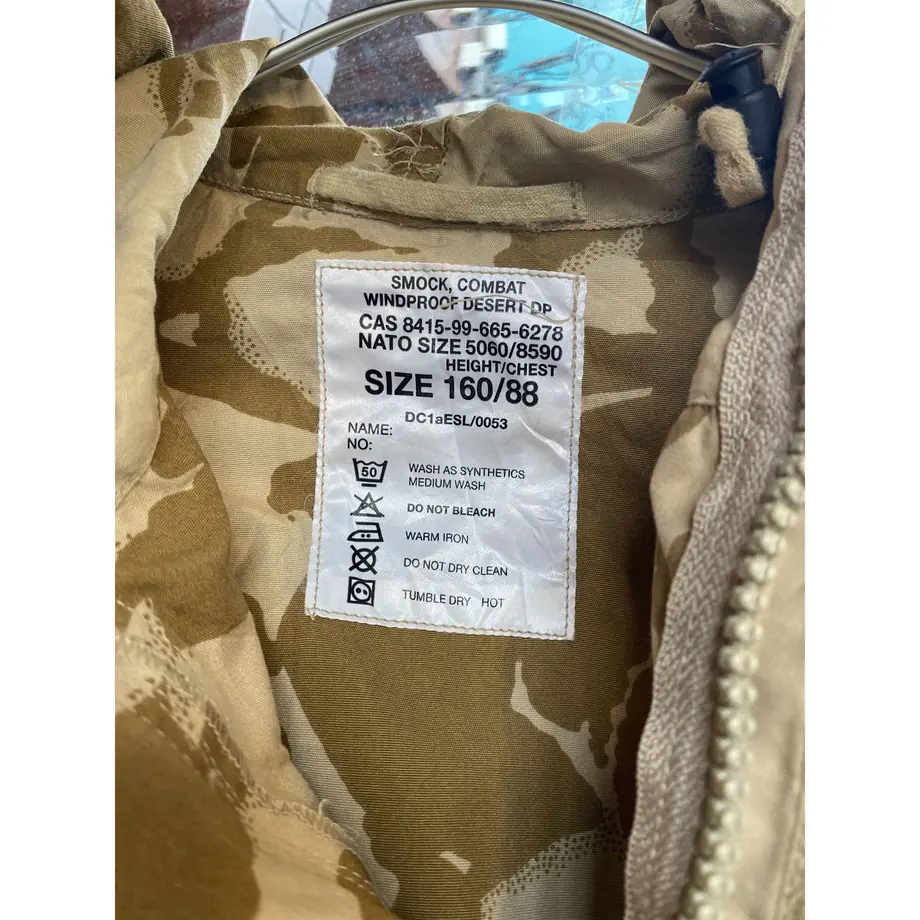 SMOCK, COMBAT
WINDPROOF DESERT DP
CAS 8415-99-665-6278
NATO SIZE 5060/8590
HEIGHT/CHEST
SIZE 160/88
DC1aESL/0053
NAME:
NO:
50 WASH AS SYNTHETICS
MEDIUM WASH
DO NOT BLEACH
WARM IRON
DO NOT DRY CLEAN
TUMBLE DRY HOT